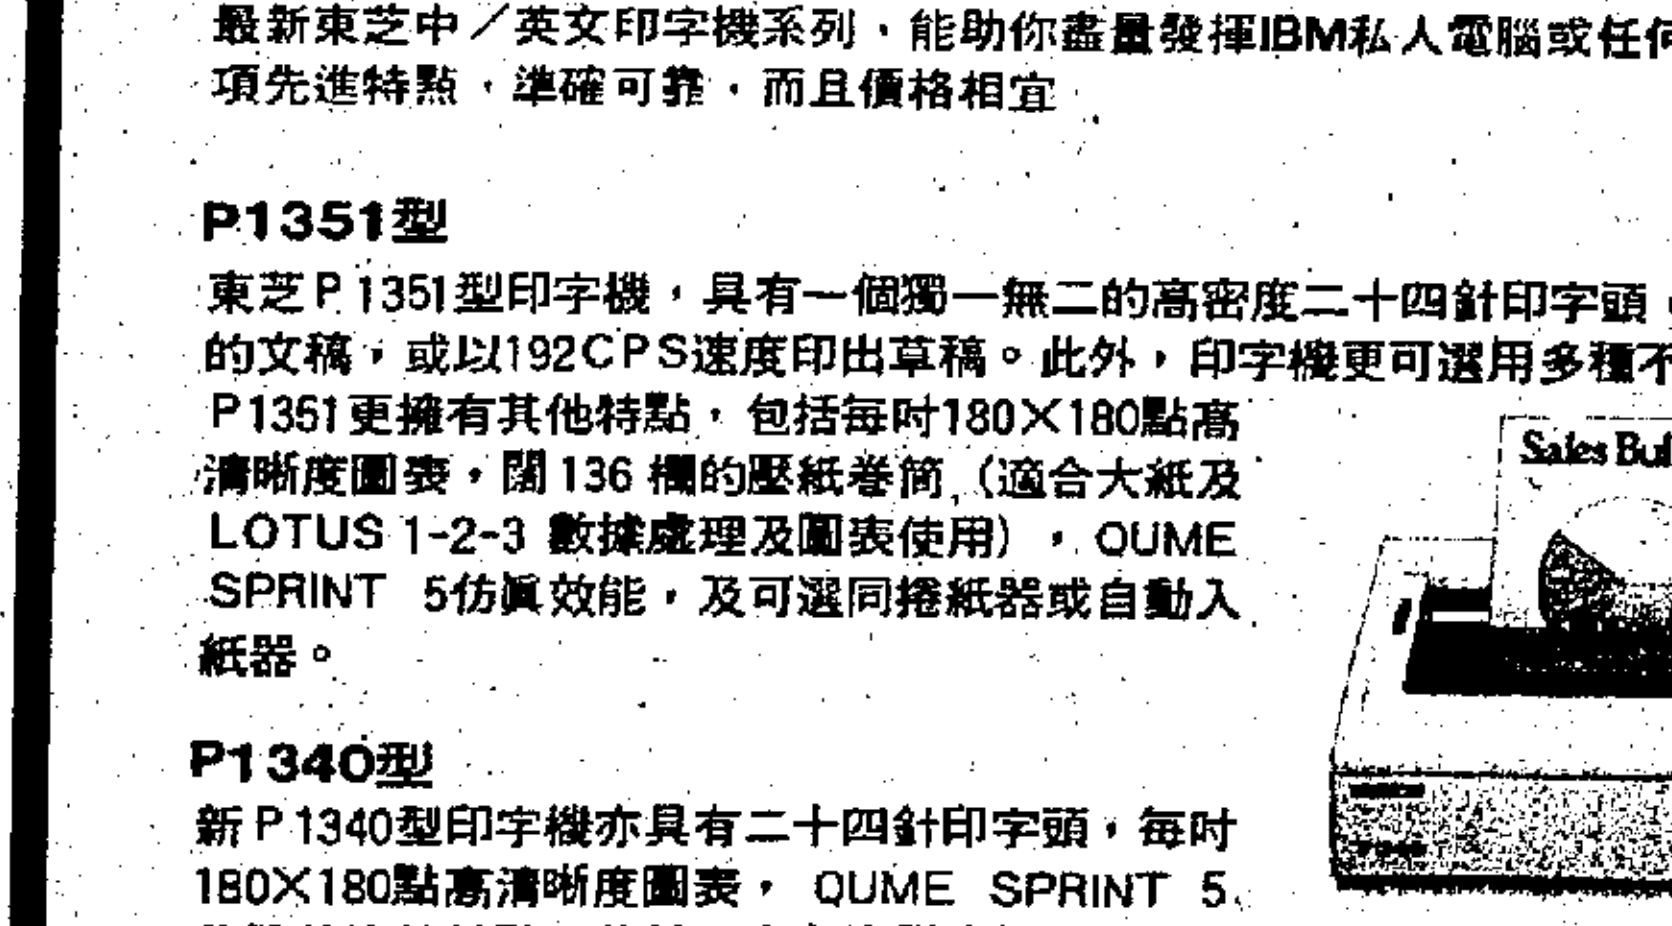 最新東芝中／英文印字機系列，能助你盡量發揮IBM私人電腦或任何
項先進特點，準確可靠，而且價格相宜
P1351型
東芝P1351型印字機，具有一個獨一無二的高密度二十四針印字頭
的文稿，或以192CPS速度印出草稿。此外，印字機更可選用多種不
P1351更擁有其他特點，包括每吋180×180點高
清晰度圖表，闊136欄的壓紙卷筒（適合大紙及
LOTUS 1-2-3 數據處理及圖表使用），QUME
SPRINT 5仿眞效能，及可選同捲紙器或自動入
紙器。
Sales Bul
P1340型
新P1340型印字機亦具有二十四針印字頭，每吋
180×180點高清晰度圖表，QUME SPRINT 5